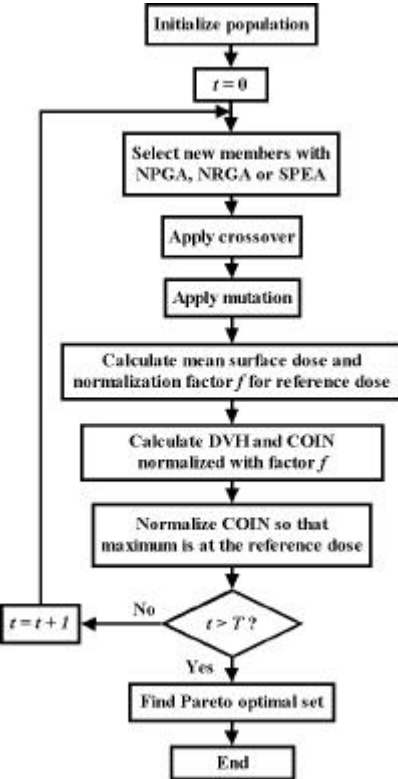 Initialize population
t = 0
Select new members with
NPGA, NRGA or SPEA
Apply crossover
Apply mutation
Calculate mean surface dose and
normalization factor f for reference dose
Calculate DVH and COIN
normalized with factor f
Normalize COIN so that
maximum is at the reference dose
t > T ?
No
t = t + 1
Yes
Find Pareto optimal set
End